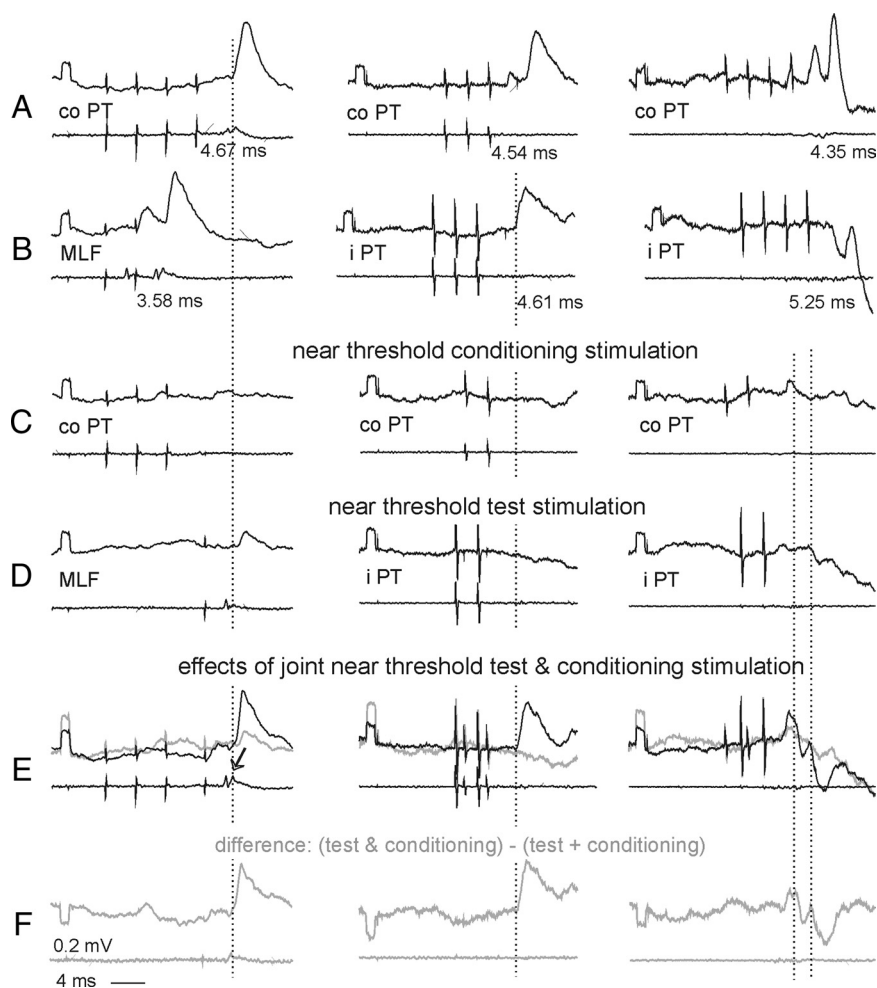 A
co PT
co PT
co PT
4.67 ms
4.54 ms
4.35 ms
B
MLF
i PT
i PT
3.58 ms
4.61 ms
5.25 ms
near threshold conditioning stimulation
C
co PT
co PT
co PT
near threshold test stimulation
D
MLF
i PT
i PT
effects of joint near threshold test & conditioning stimulation
E
difference: (test & conditioning) - (test + conditioning)
F
0.2 mV
4 ms